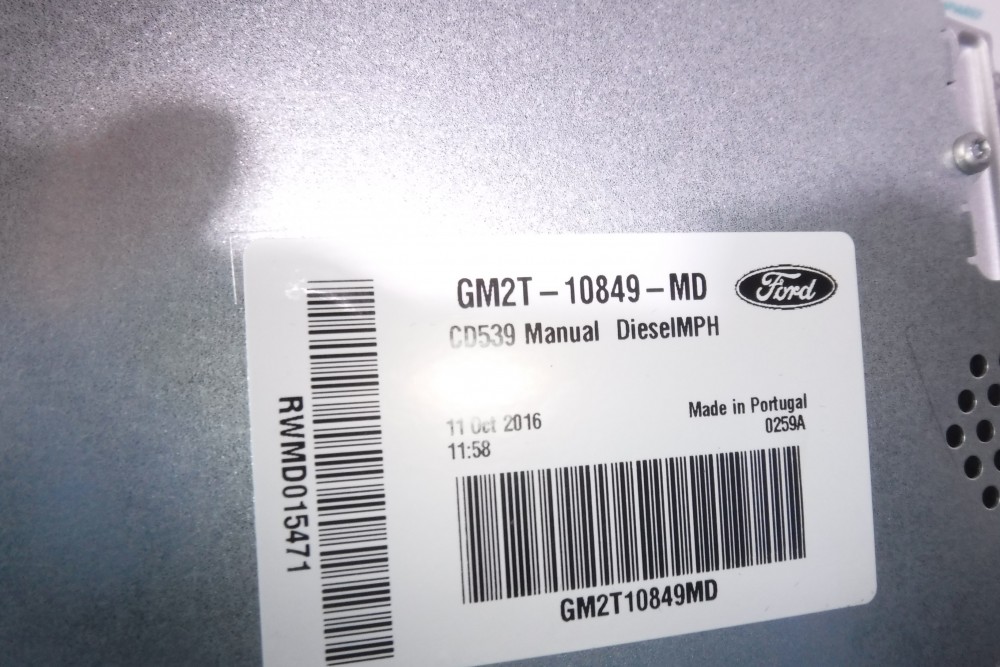 GM2T-10849-MD
Ford
CD539 Manual DieselMPH
11 Oct 2016
11:58
Made in Portugal
0259A
RWMD015471
GM2T10849MD